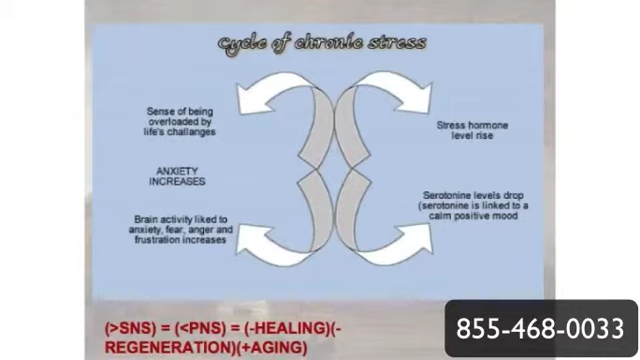 cycle of chronic stress
Sense of being
overloaded by
life's challanges
Stress hormone
level rise
ANXIETY
INCREASES
Serotonine levels drop
(serotonine is linked to a
calm positive mood
Brain activity liked to
anxiety, fear, anger and
frustration increases
(>SNS) = (<PNS) = (-HEALING)(-
REGENERATION)(+AGING)
855-468-0033